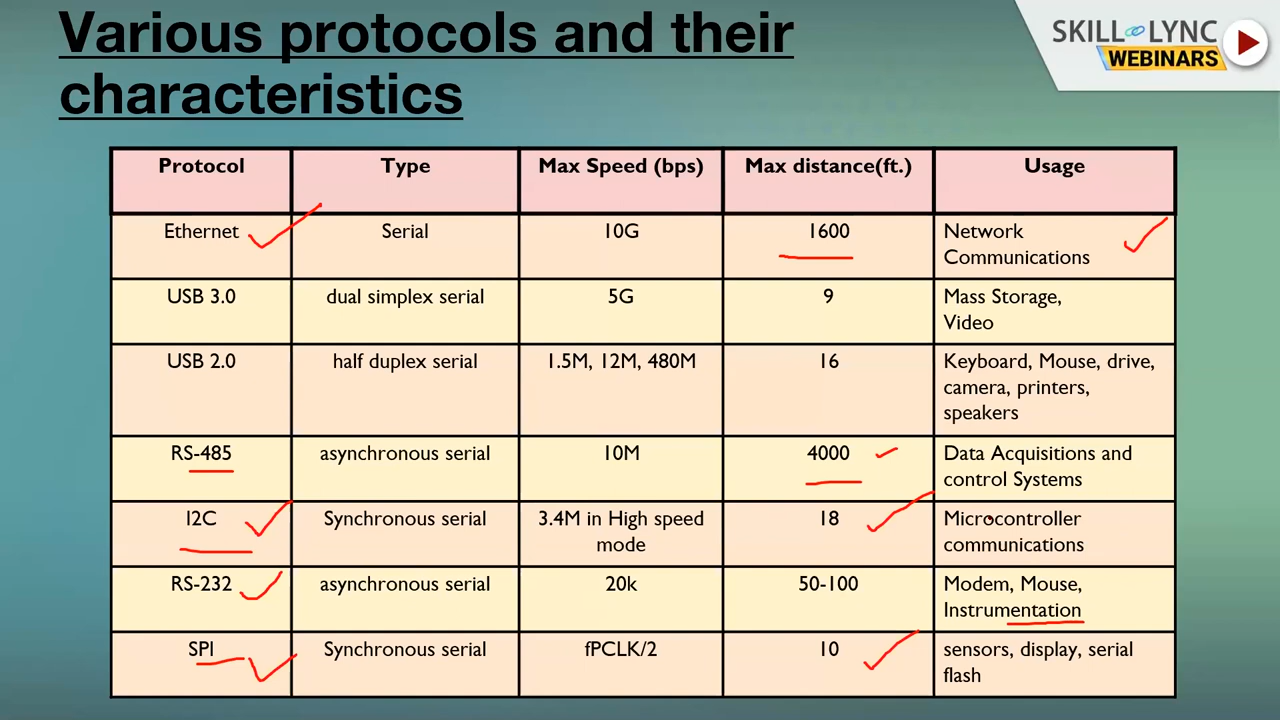 Various protocols and their
characteristics
SKILL LYNC
WEBINARS
Protocol Type Max Speed (bps) Max distance(ft.) Usage
Ethernet Serial 10G 1600 Network
Communications
USB 3.0 dual simplex serial 5G 9 Mass Storage,
Video
USB 2.0 half duplex serial 1.5M, 12M, 480M 16 Keyboard, Mouse, drive,
camera, printers,
speakers
RS-485 asynchronous serial 10M 4000 Data Acquisitions and
control Systems
I2C Synchronous serial 3.4M in High speed 18 Microcontroller
mode communications
RS-232 asynchronous serial 20k 50-100 Modem, Mouse,
Instrumentation
SPI Synchronous serial fPCLK/2 10 sensors, display, serial
flash